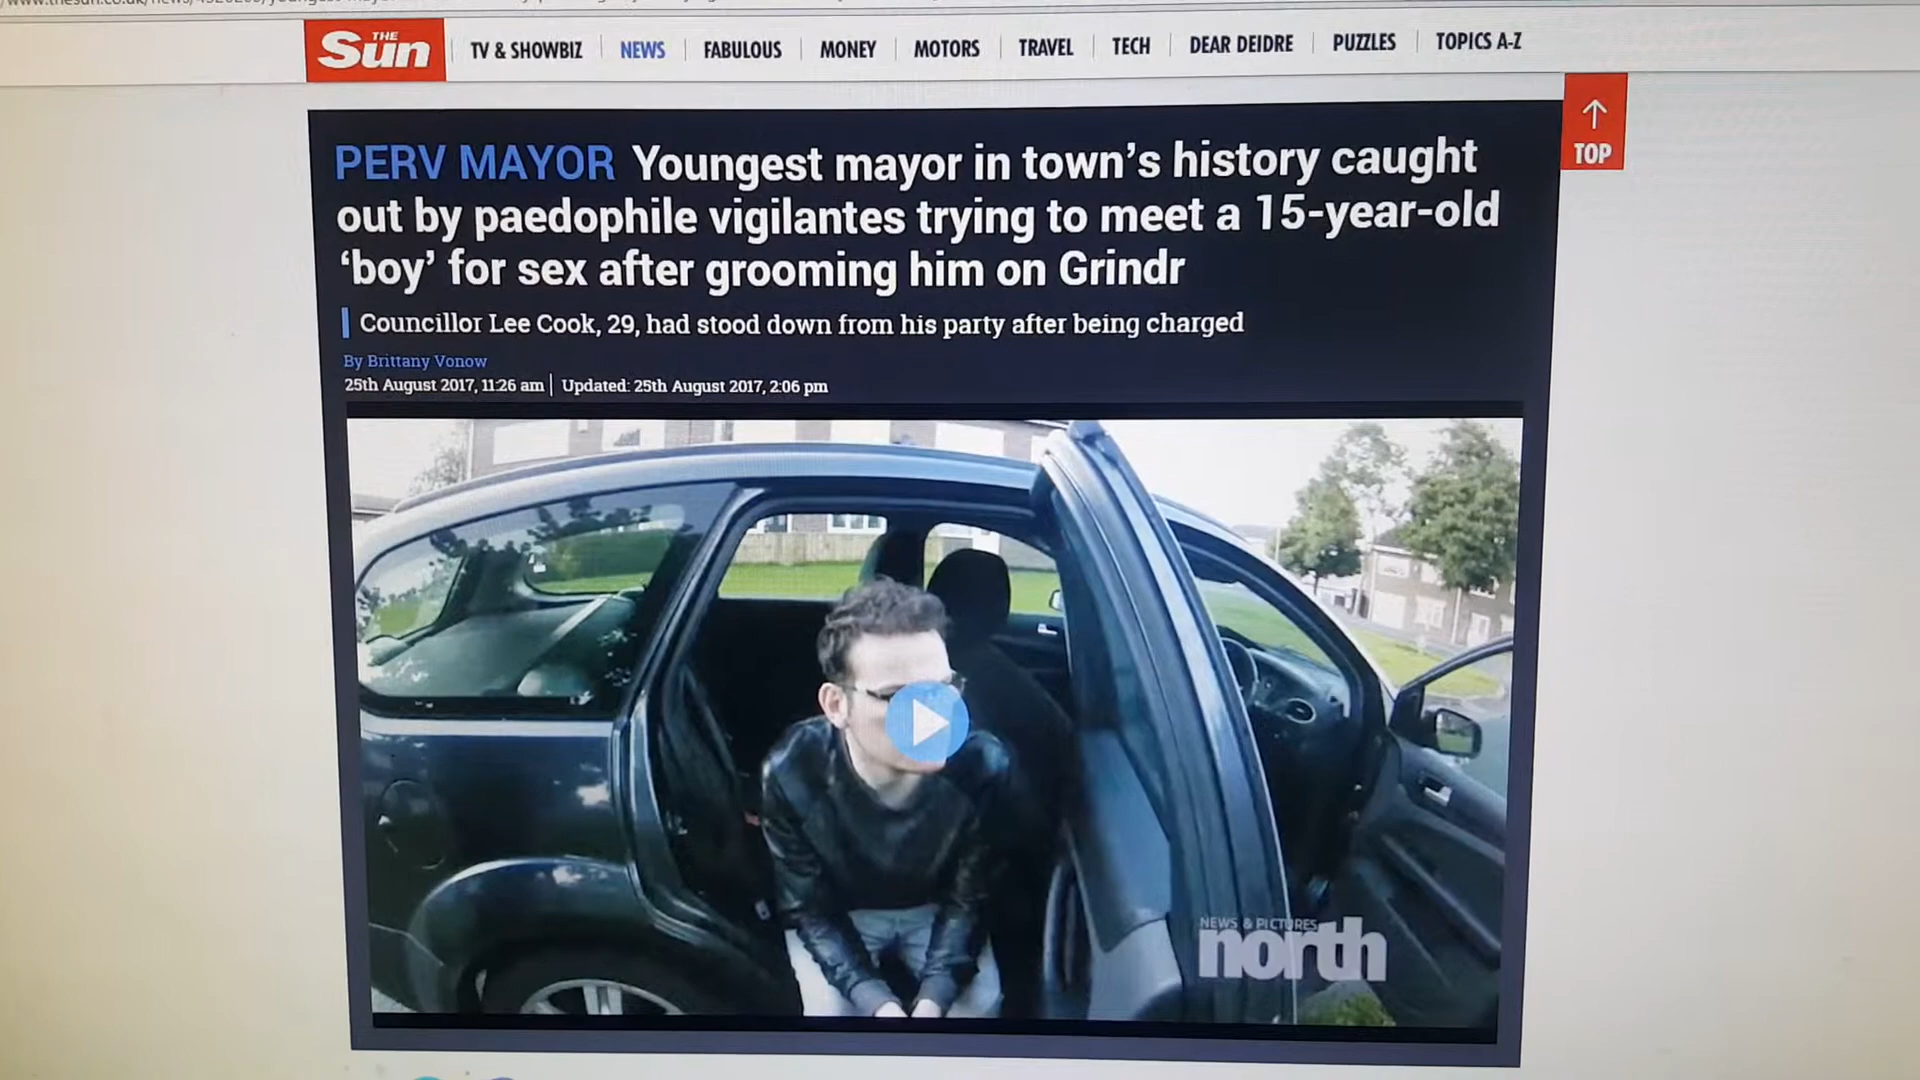 THE
Sun
TV & SHOWBIZ
NEWS
FABULOUS
MONEY
MOTORS
TRAVEL
TECH
DEAR DEIDRE
PUZZLES
TOPICS A-Z
TOP
PERV MAYOR Youngest mayor in town’s history caught
out by paedophile vigilantes trying to meet a 15-year-old
‘boy’ for sex after grooming him on Grindr
Councillor Lee Cook, 29, had stood down from his party after being charged
By Brittany Vonow
25th August 2017, 11:26 am | Updated: 25th August 2017, 2:06 pm
NEWS & PICTURES
north